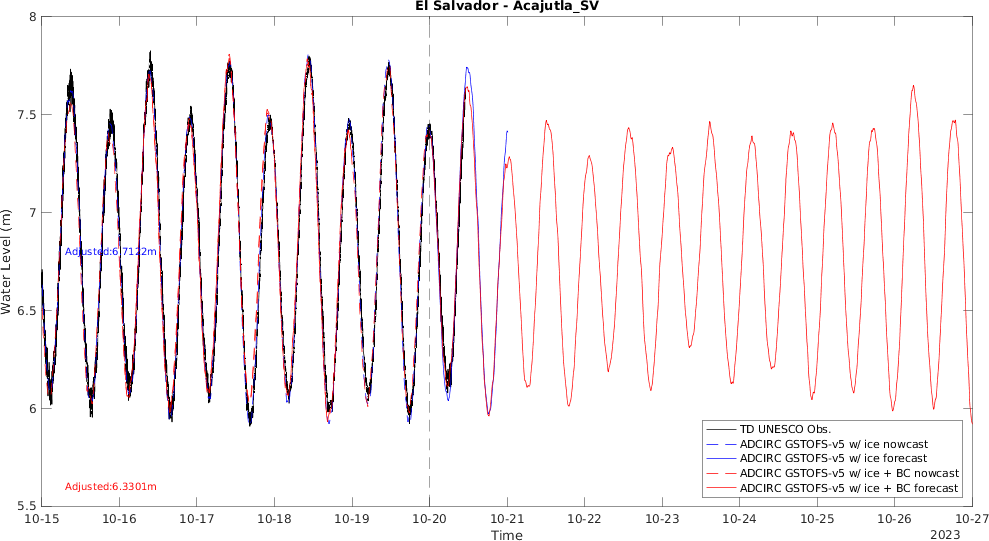 El Salvador - Acajutla_SV
Water Level (m)
8
7.5
7
6.5
6
5.5
Adjusted:6.7122m
Adjusted:6.3301m
TD UNESCO Obs.
ADCIRC GSTOFS-v5 w/ ice nowcast
ADCIRC GSTOFS-v5 w/ ice forecast
ADCIRC GSTOFS-v5 w/ ice + BC nowcast
ADCIRC GSTOFS-v5 w/ ice + BC forecast
10-15 10-16 10-17 10-18 10-19 10-20 10-21 10-22 10-23 10-24 10-25 10-26 10-27
Time
2023